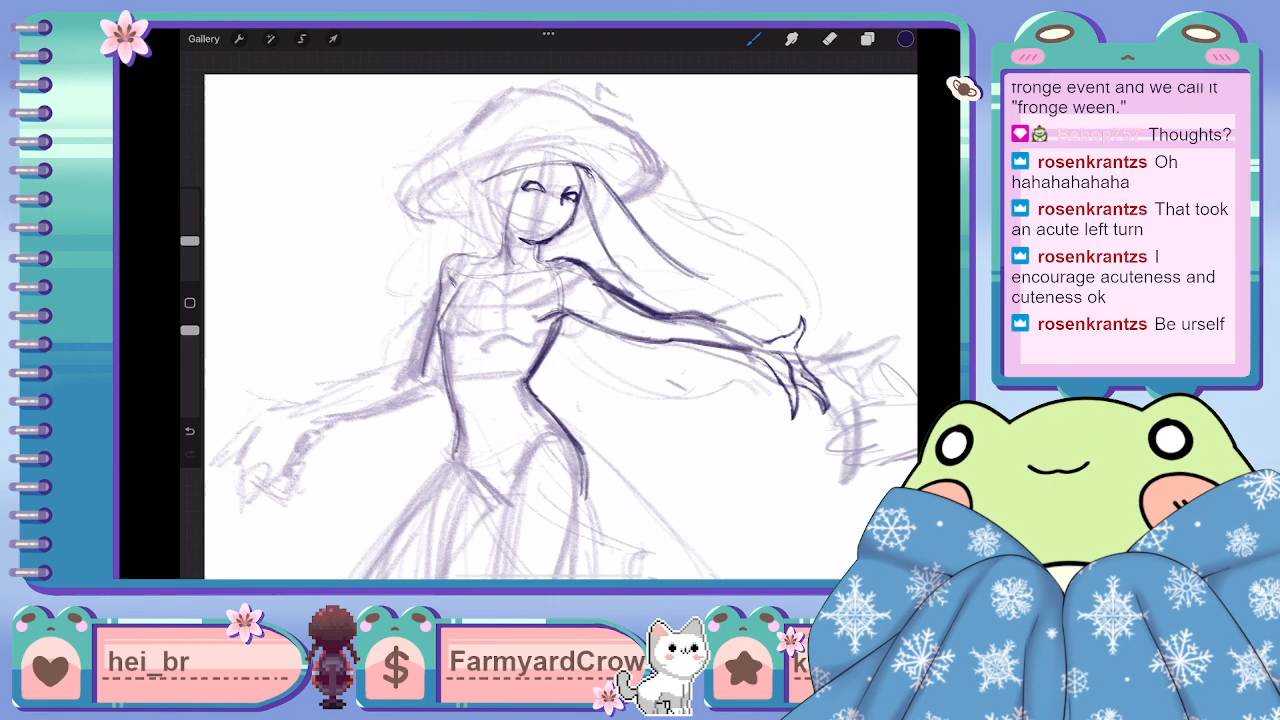 Gallery
fronge event and we call it
"fronge ween."
Thoughts?
rosenkrantzs Oh
hahahahahaha
rosenkrantzs That took
an acute left turn
rosenkrantzs I
encourage acuteness and
cuteness ok
rosenkrantzs Be urself
hei_br
$ FarmyardCrow
k